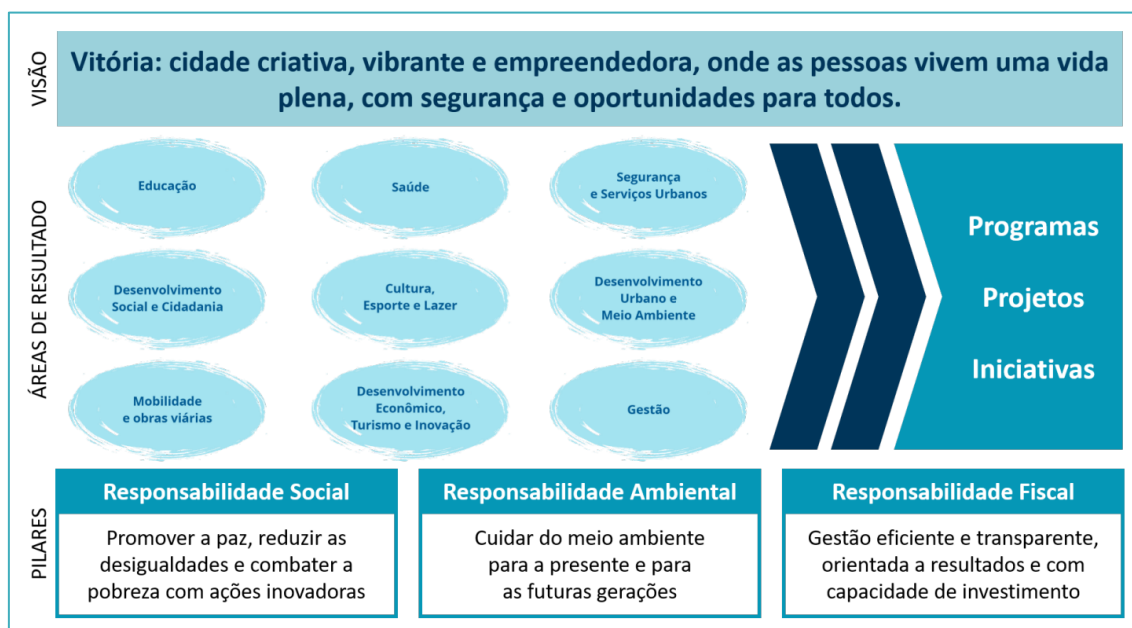 VISÃO
Vitória: cidade criativa, vibrante e empreendedora, onde as pessoas vivem uma vida
plena, com segurança e oportunidades para todos.
ÁREAS DE RESULTADO
Educação
Saúde
Segurança
e Serviços Urbanos
Desenvolvimento
Social e Cidadania
Cultura,
Esporte e Lazer
Desenvolvimento
Urbano e
Meio Ambiente
Mobilidade
e obras viárias
Desenvolvimento
Econômico,
Turismo e Inovação
Gestão
Programas
Projetos
Iniciativas
PILARES
Responsabilidade Social
Promover a paz, reduzir as
desigualdades e combater a
pobreza com ações inovadoras
Responsabilidade Ambiental
Cuidar do meio ambiente
para a presente e para
as futuras gerações
Responsabilidade Fiscal
Gestão eficiente e transparente,
orientada a resultados e com
capacidade de investimento